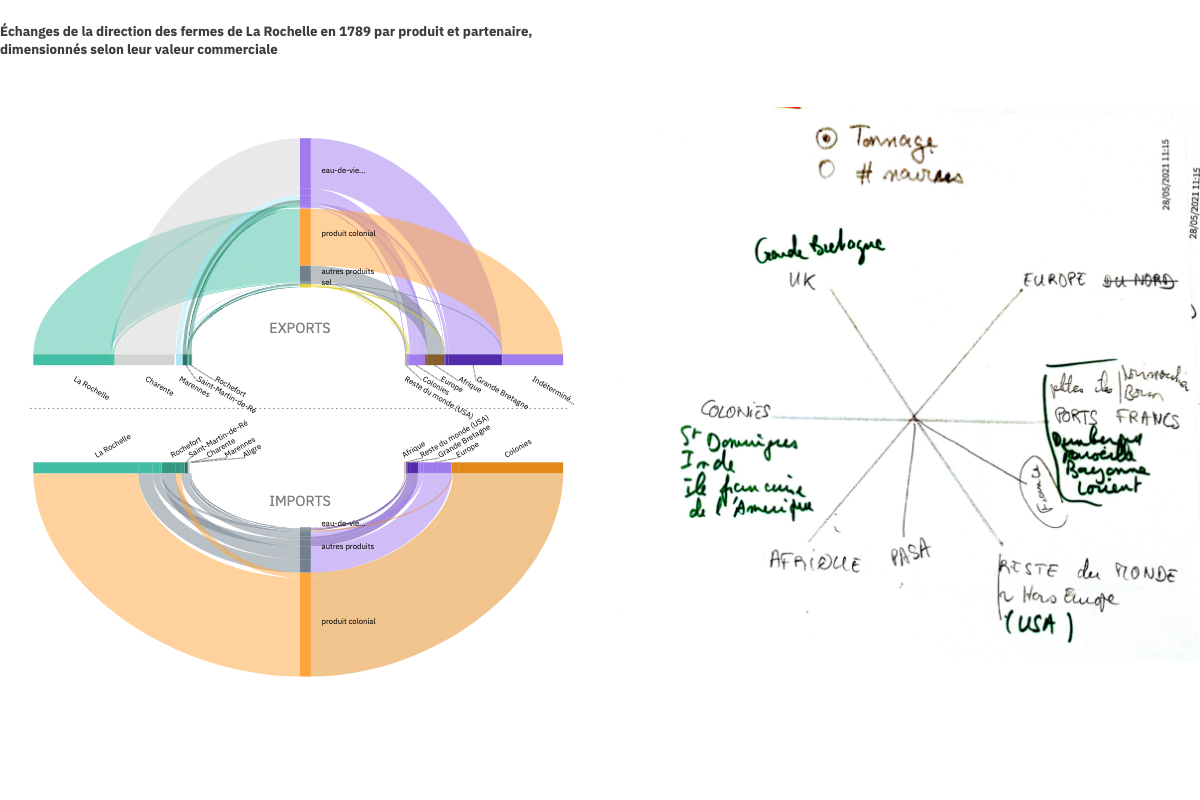 Échanges de la direction des fermes de La Rochelle en 1789 par produit et partenaire,
dimensionnés selon leur valeur commerciale
eau-de-vie...
produit colonial
autres produits
sel
EXPORTS
La Rochelle
Charente
Marennes
Saint-Martin-de-Ré
Rochefort
Reste du monde (USA)
Colonies
Europe
Afrique
Grande Bretagne
Indéterminé...
La Rochelle
Rochefort
Saint-Martin-de-Ré
Charente
Marennes
Aligre
Afrique
Reste du monde (USA)
Grande Bretagne
Europe
Colonies
IMPORTS
eau-de-vie...
autres produits
produit colonial
Tonnage
# navires
28/05/2021 11:15
28/05/2021 11:15
Grande Bretagne
UK
EUROPE DU NORD
COLONIES
St Domingues
Inde
île française
de l'Amérique
PORTS FRANCS
Dunkerque
Marseille
Bayonne
Lorient
France
AFRIQUE
PASA
RESTE du MONDE
Hors Europe
(USA)